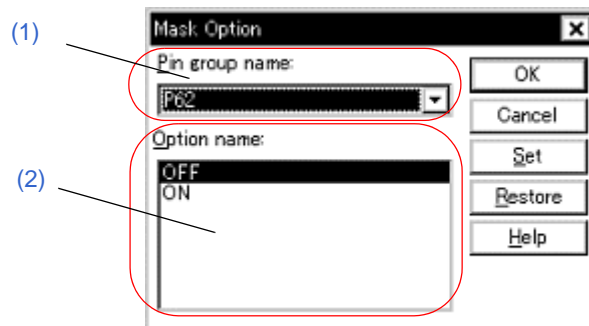 (1)
Mask Option
Pin group name:
P62
OK
Cancel
Option name:
Set
(2)
OFF
ON
Restore
Help